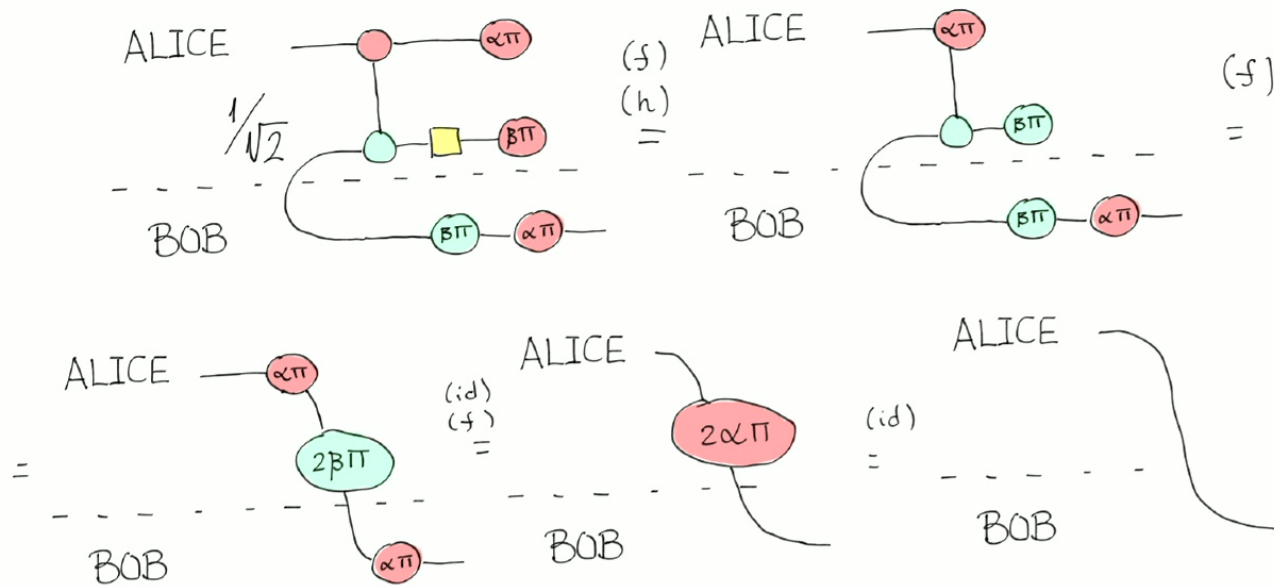 ALICE απ (f) ALICE απ (f)
1/√2 βπ (h) βπ
= =
BOB βπ απ BOB βπ απ
ALICE απ (id) ALICE ALICE
(f) 2απ (id)
= 2βπ = =
BOB απ BOB BOB